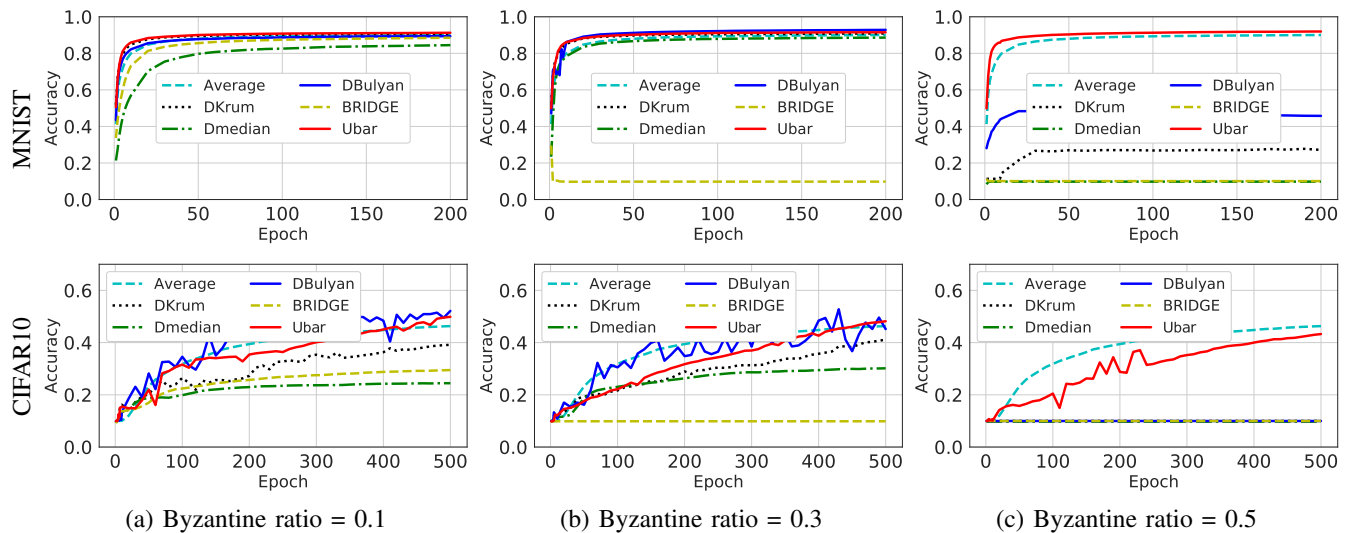 MNIST
Accuracy
1.0
0.8
0.6
0.4
0.2
0.0
Average DBulyan
DKrum BRIDGE
Dmedian Ubar
0 50 100 150 200
Epoch
Accuracy
1.0
0.8
0.6
0.4
0.2
0.0
Average DBulyan
DKrum BRIDGE
Dmedian Ubar
0 50 100 150 200
Epoch
Accuracy
1.0
0.8
0.6
0.4
0.2
0.0
Average DBulyan
DKrum BRIDGE
Dmedian Ubar
0 50 100 150 200
Epoch
CIFAR10
Accuracy
0.6
0.4
0.2
0.0
Average DBulyan
DKrum BRIDGE
Dmedian Ubar
0 100 200 300 400 500
Epoch
Accuracy
0.6
0.4
0.2
0.0
Average DBulyan
DKrum BRIDGE
Dmedian Ubar
0 100 200 300 400 500
Epoch
Accuracy
0.6
0.4
0.2
0.0
Average DBulyan
DKrum BRIDGE
Dmedian Ubar
0 100 200 300 400 500
Epoch
(a) Byzantine ratio = 0.1
(b) Byzantine ratio = 0.3
(c) Byzantine ratio = 0.5